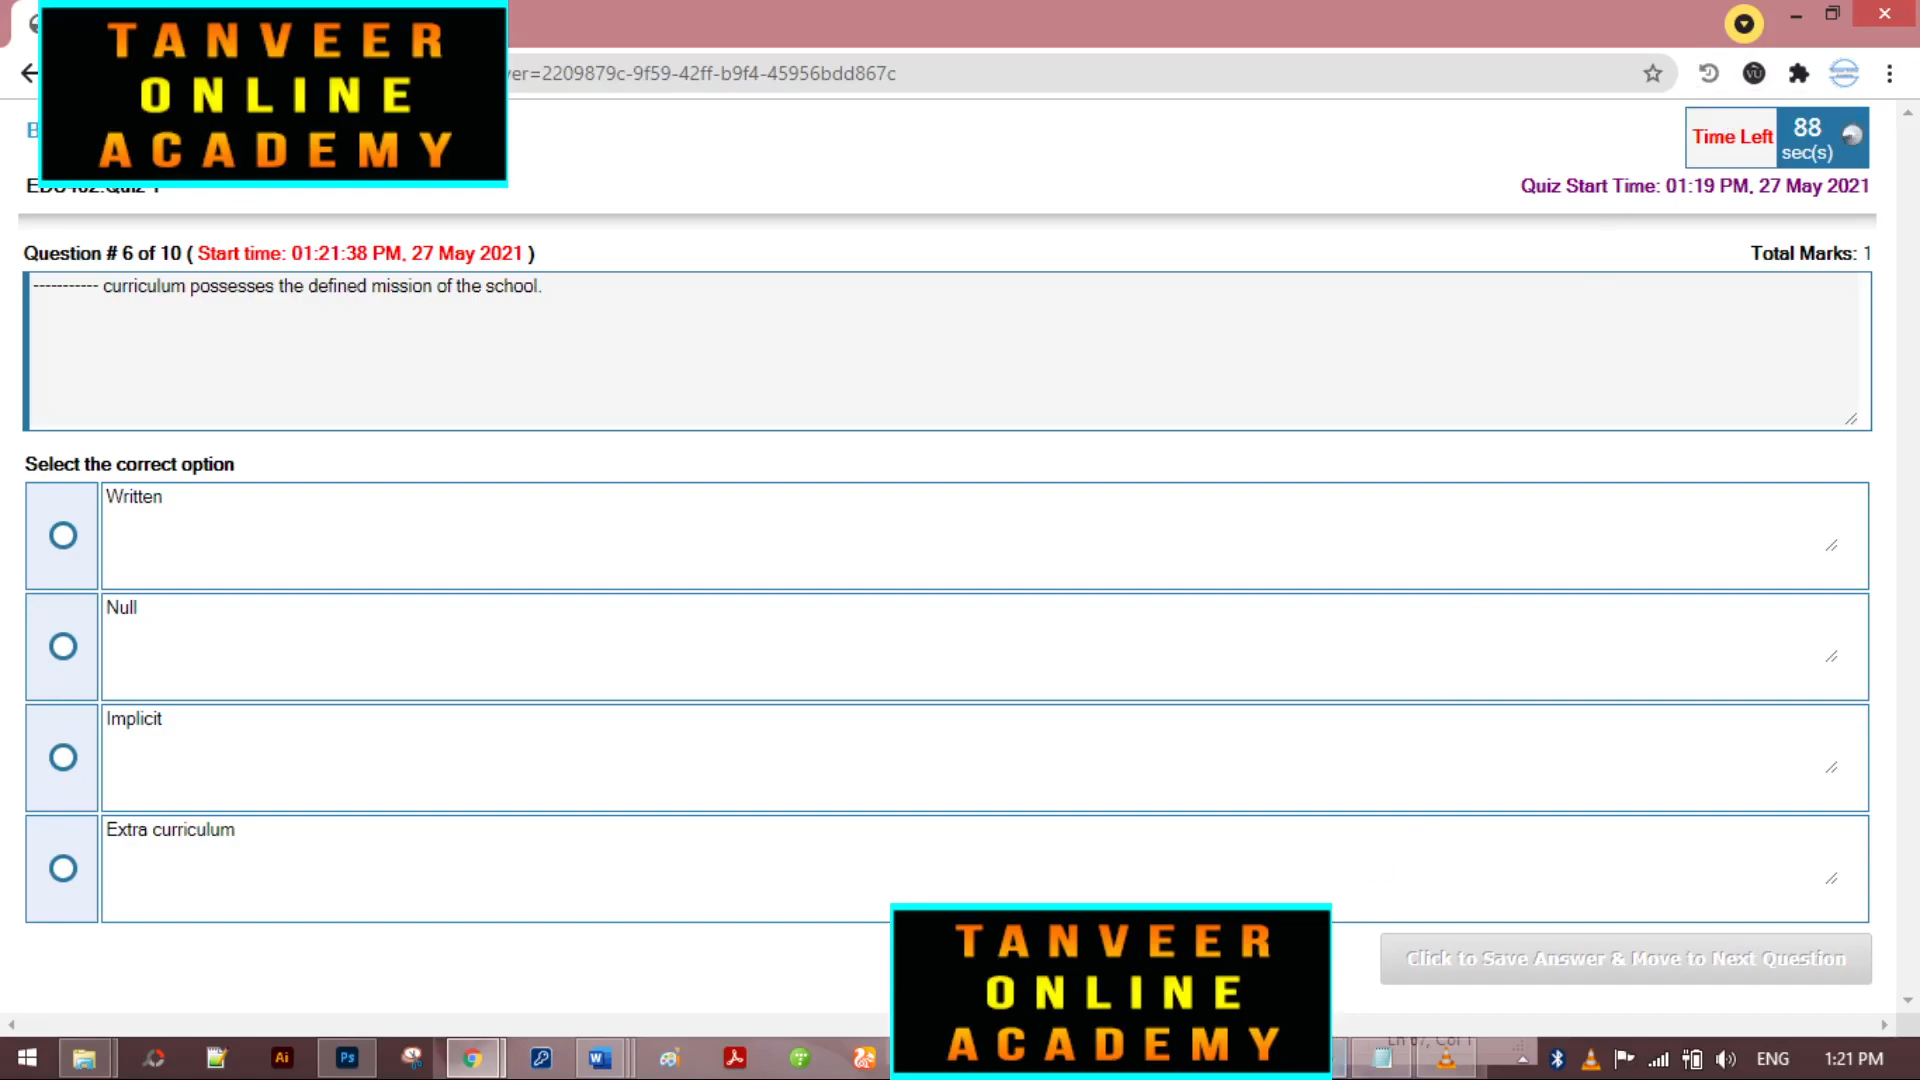 TANVEER
ONLINE
ACADEMY
ver=2209879c-9f59-42ff-b9f4-45956bdd867c
Time Left
88
sec(s)
Quiz Start Time: 01:19 PM, 27 May 2021
Question # 6 of 10 ( Start time: 01:21:38 PM, 27 May 2021 )
Total Marks: 1
----------- curriculum possesses the defined mission of the school.
Select the correct option
Written
Null
Implicit
Extra curriculum
TANVEER
ONLINE
ACADEMY
Click to Save Answer & Move to Next Question
Ai
Ps
ENG
1:21 PM